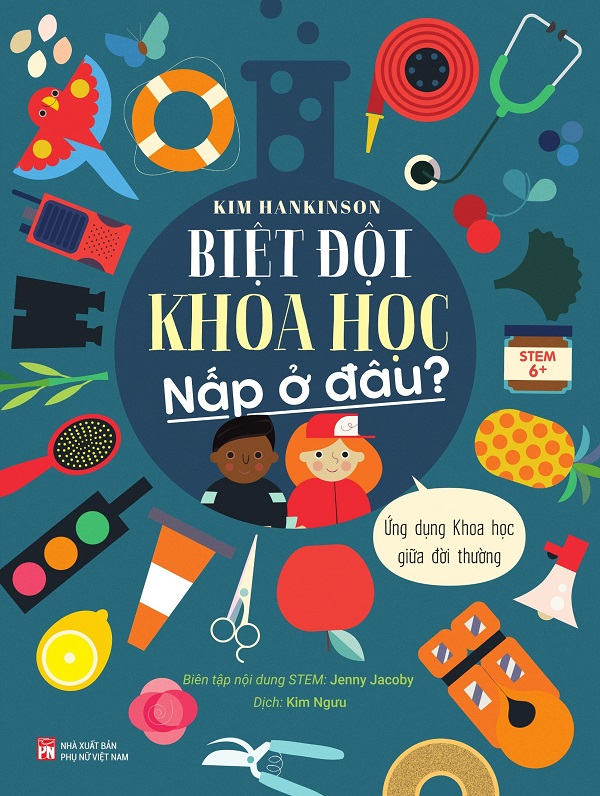 KIM HANKINSON
BIỆT ĐỘI
KHOA HỌC
Nấp ở đâu?
STEM
6+
Ứng dụng Khoa học
giữa đời thường
Biên tập nội dung STEM: Jenny Jacoby
Dịch: Kim Ngưu
PN
NHÀ XUẤT BẢN
PHỤ NỮ VIỆT NAM